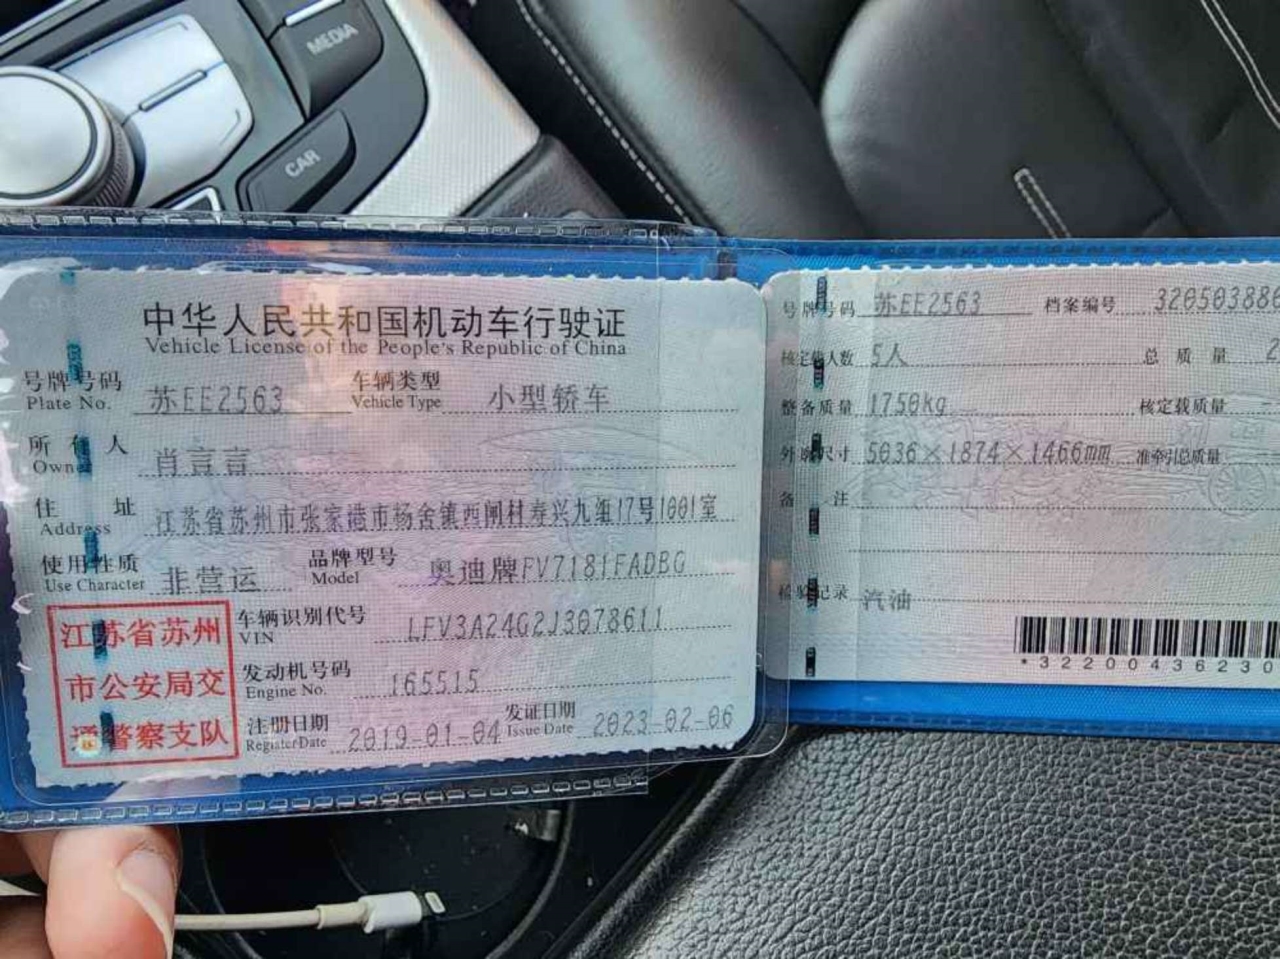 MEDIA
CAR
中华人民共和国机动车行驶证
Vehicle License of the People's Republic of China
号牌号码 苏EE2563 车辆类型 小型轿车
Plate No. Vehicle Type
所有人 肖言言
Owner
住址 江苏省苏州市张家港市杨舍镇西闸村寿兴九组17号1001室
Address
使用性质 非营运 品牌型号 奥迪牌FV7181FADBG
Use Character Model
车辆识别代号 LFV3A24G2J3078611
VIN
发动机号码 165515
Engine No.
注册日期 2019-01-04 发证日期 2023-02-06
Register Date Issue Date
江苏省苏州
市公安局交
通警察支队
号牌号码 苏EE2563 档案编号 320503886
核定载人数 5人 总质量 2
整备质量 1750kg 核定载质量 --
外廓尺寸 5036×1874×1466mm 准牵引总质量
备注
检验记录 汽油
*32200436230